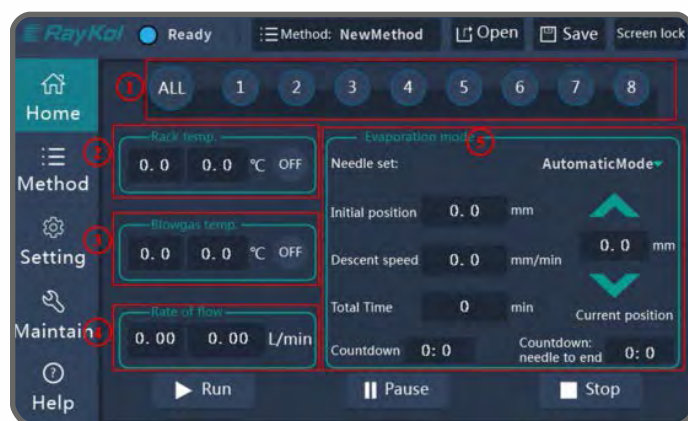 RayKol Ready Method: NewMethod Open Save Screen lock
1 ALL 1 2 3 4 5 6 7 8
Home
2 Rack temp.
0.0 0.0 ℃ OFF
Method
3 Blowgas temp.
0.0 0.0 ℃ OFF
Setting
4 Rate of flow
0.00 0.00 L/min
Maintain
Help
Evaporation mode 5
Needle set: AutomaticMode
Initial position 0.0 mm
Descent speed 0.0 mm/min
Total Time 0 min
Countdown 0:0
0.0 mm
Current position
Countdown:
needle to end 0:0
Run Pause Stop